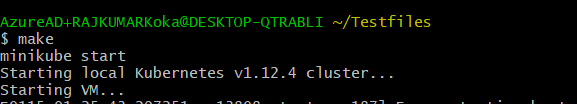 AzureAD+RAJKUMARKoka@DESKTOP-QTRABLI ~/Testfiles
$ make
minikube start
Starting local Kubernetes v1.12.4 cluster...
Starting VM...